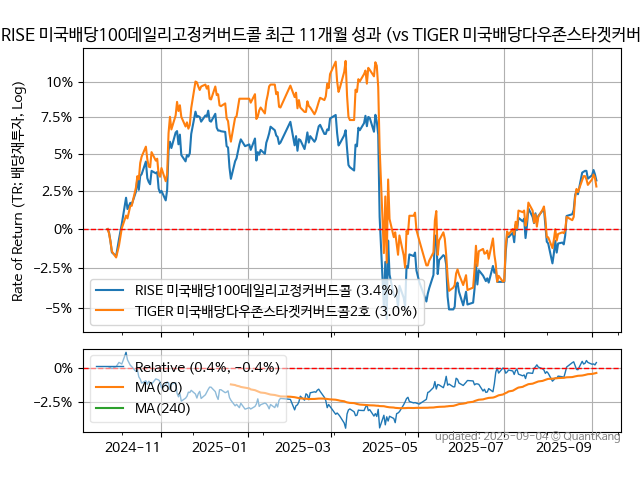 RISE 미국배당100데일리고정커버드콜 최근 11개월 성과 (vs TIGER 미국배당다우존스타겟커버
Rate of Return (TR: 배당재투자, Log)
10%
7.5%
5%
2.5%
0%
−2.5%
−5%
RISE 미국배당100데일리고정커버드콜 (3.4%)
TIGER 미국배당다우존스타겟커버드콜2호 (3.0%)
0%
−2.5%
Relative (0.4%, −0.4%)
MA(60)
MA(240)
2024−11
2025−01
2025−03
2025−05
2025−07
2025−09
updated: 2025−09−04 © QuantKang